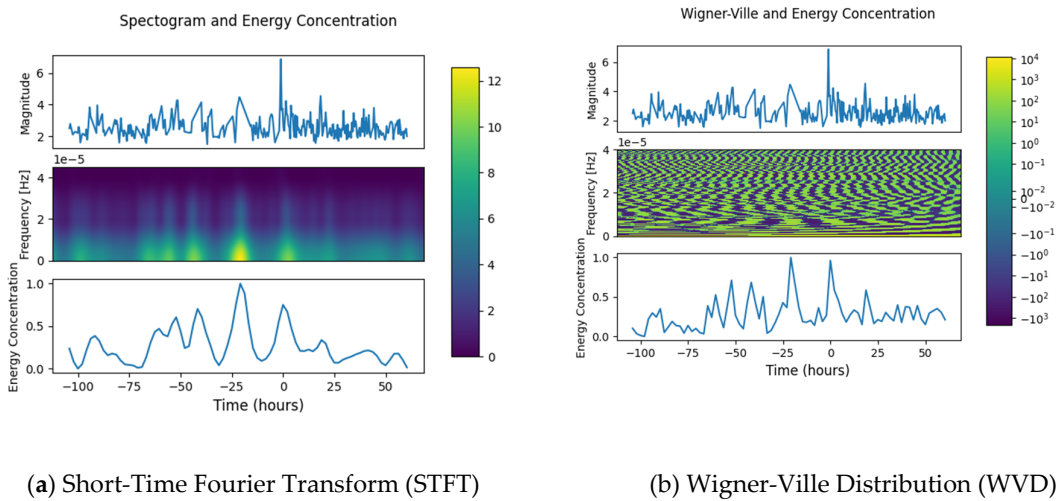 Spectogram and Energy Concentration
Magnitude
6
4
2
1e−5
Frequency [Hz]
4
2
0
Energy Concentration
1.0
0.5
0.0
−100 −75 −50 −25 0 25 50
Time (hours)
12
10
8
6
4
2
0
(a) Short-Time Fourier Transform (STFT)
Wigner-Ville and Energy Concentration
Magnitude
6
4
2
1e−5
Frequency [Hz]
4
2
0
Energy Concentration
1.0
0.5
0.0
−100 −75 −50 −25 0 25 50
Time (hours)
10⁴
10³
10²
10¹
10⁰
10⁻¹
10⁻²
0
−10⁻²
−10⁻¹
−10⁰
−10¹
−10²
−10³
(b) Wigner-Ville Distribution (WVD)